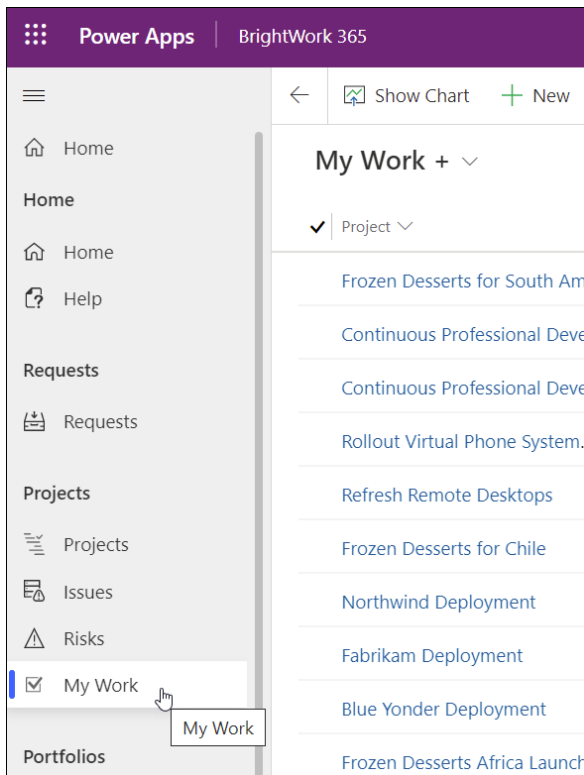 Power Apps
BrightWork 365
Show Chart
New
Home
My Work +
Home
Project
Home
Help
Requests
Requests
Projects
Projects
Issues
Risks
My Work
My Work
Portfolios
Frozen Desserts for South Am
Continuous Professional Deve
Continuous Professional Deve
Rollout Virtual Phone System.
Refresh Remote Desktops
Frozen Desserts for Chile
Northwind Deployment
Fabrikam Deployment
Blue Yonder Deployment
Frozen Desserts Africa Launch